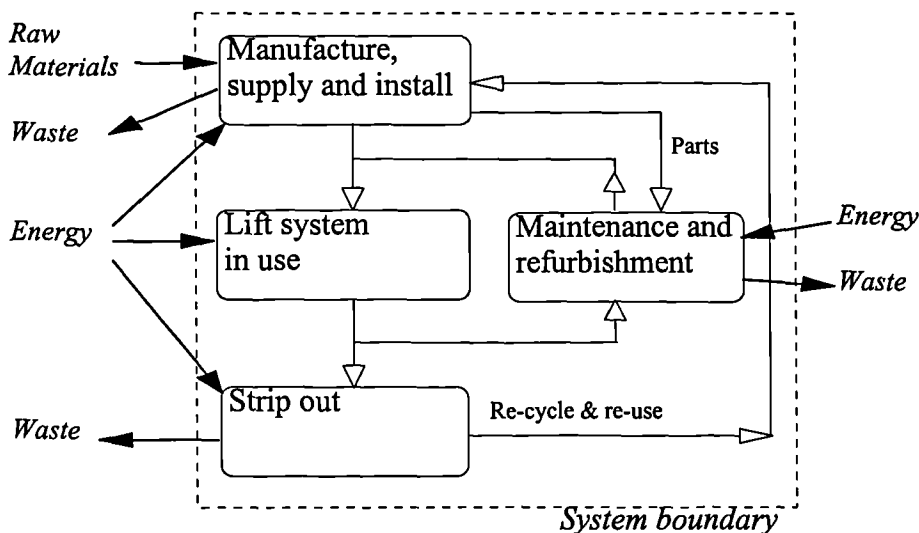 Raw
Materials
Manufacture,
supply and install
Waste
Parts
Energy
Lift system
in use
Maintenance and
refurbishment
Energy
Waste
Strip out
Re-cycle & re-use
Waste
System boundary